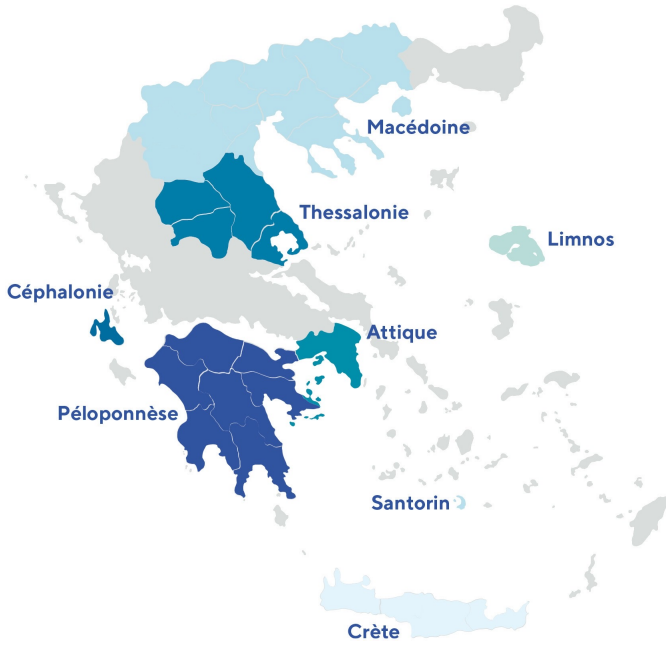 Macédoine
Thessalonie
Limnos
Céphalonie
Attique
Péloponnèse
Santorin
Crète